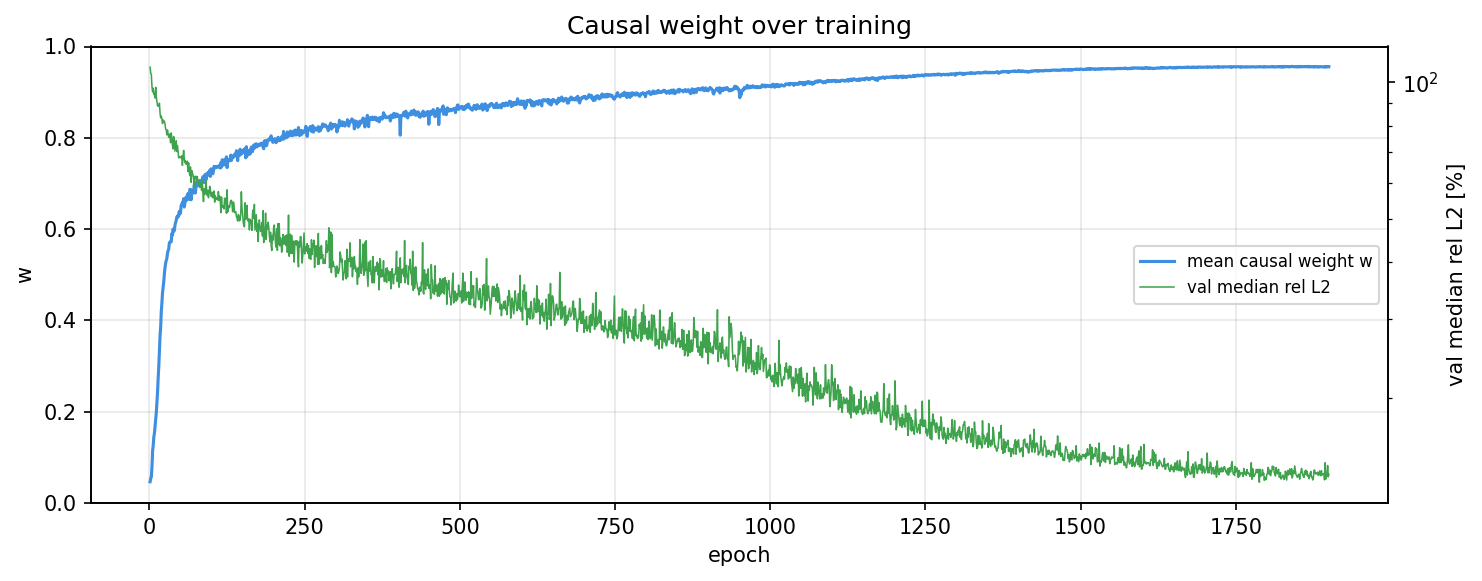 Causal weight over training
1.0
0.8
0.6
0.4
0.2
0.0
w
10²
val median rel L2 [%]
mean causal weight w
val median rel L2
0 250 500 750 1000 1250 1500 1750
epoch